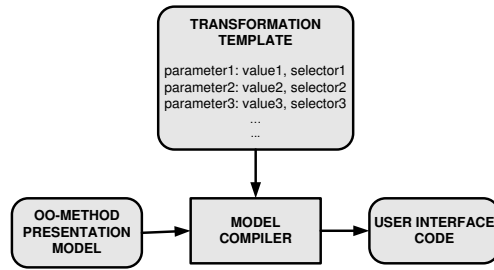 TRANSFORMATION
TEMPLATE
parameter1: value1, selector1
parameter2: value2, selector2
parameter3: value3, selector3
...
...
OO-METHOD
PRESENTATION
MODEL
MODEL
COMPILER
USER INTERFACE
CODE